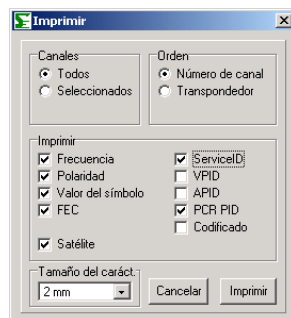 Imprimir
Canales
Todos
Seleccionados
Orden
Número de canal
Transpondedor
Imprimir
Frecuencia
Polaridad
Valor del símbolo
FEC
Satélite
ServiceID
VPID
APID
PCR PID
Codificado
Tamaño del caráct.
2 mm
Cancelar
Imprimir